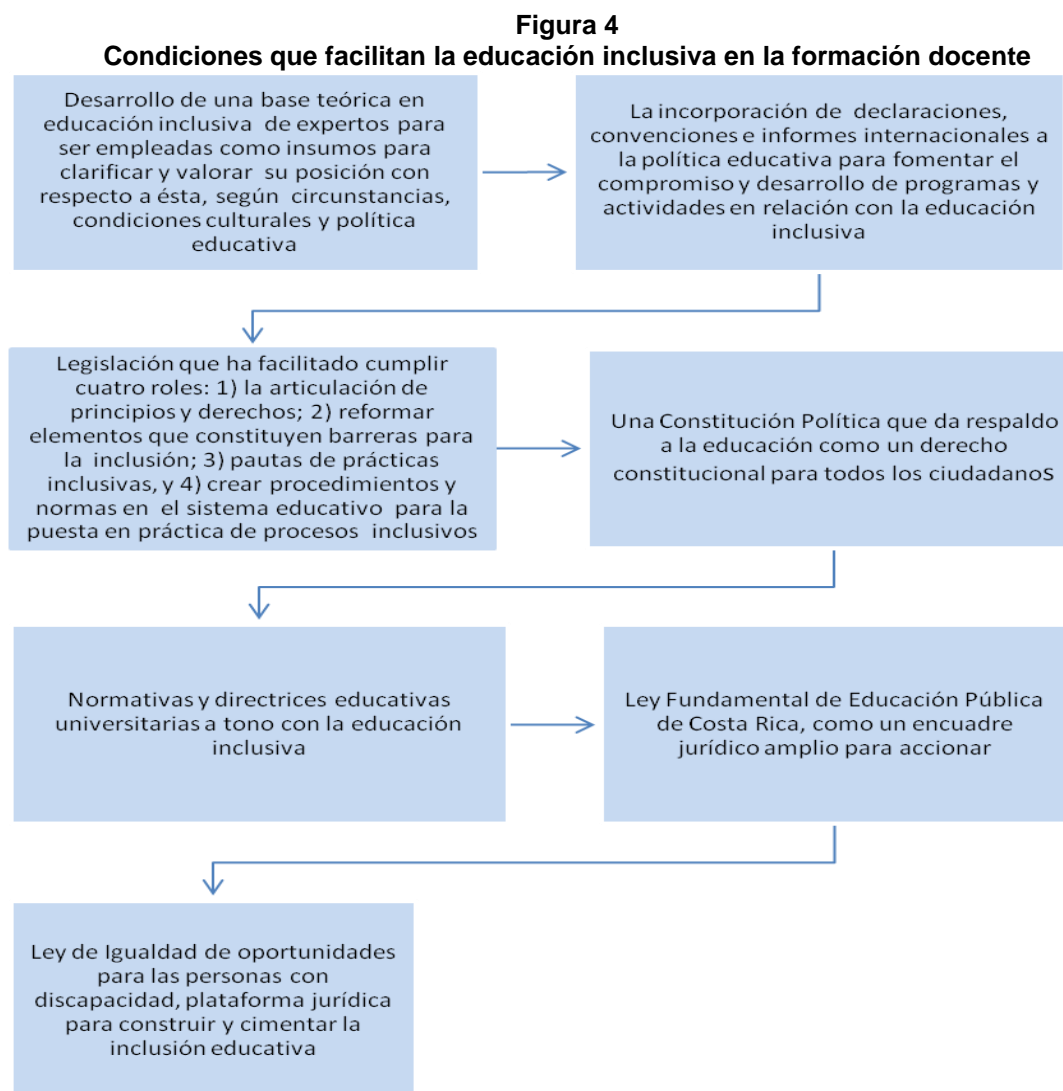 Figura 4
Condiciones que facilitan la educación inclusiva en la formación docente
Desarrollo de una base teórica en
educación inclusiva de expertos para
ser empleadas como insumos para
clarificar y valorar su posición con
respecto a ésta, según circunstancias,
condiciones culturales y política
educativa
La incorporación de declaraciones,
convenciones e informes internacionales a
la política educativa para fomentar el
compromiso y desarrollo de programas y
actividades en relación con la educación
inclusiva
Legislación que ha facilitado cumplir
cuatro roles: 1) la articulación de
principios y derechos; 2) reformar
elementos que constituyen barreras para
la inclusión; 3) pautas de prácticas
inclusivas, y 4) crear procedimientos y
normas en el sistema educativo para la
puesta en práctica de procesos inclusivos
Una Constitución Política que da respaldo
a la educación como un derecho
constitucional para todos los ciudadanos
Normativas y directrices educativas
universitarias a tono con la educación
inclusiva
Ley Fundamental de Educación Pública
de Costa Rica, como un encuadre
jurídico amplio para accionar
Ley de Igualdad de oportunidades
para las personas con
discapacidad, plataforma jurídica
para construir y cimentar la
inclusión educativa